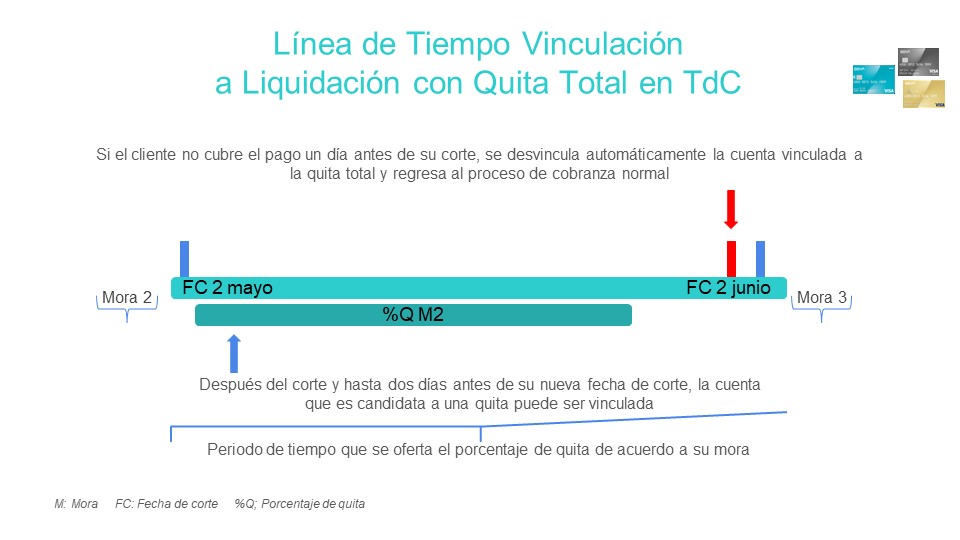 Línea de Tiempo Vinculación
a Liquidación con Quita Total en TdC
Si el cliente no cubre el pago un día antes de su corte, se desvincula automáticamente la cuenta vinculada a
la quita total y regresa al proceso de cobranza normal
FC 2 mayo
FC 2 junio
Mora 2
Mora 3
%Q M2
Después del corte y hasta dos días antes de su nueva fecha de corte, la cuenta
que es candidata a una quita puede ser vinculada
Periodo de tiempo que se oferta el porcentaje de quita de acuerdo a su mora
M: Mora FC: Fecha de corte %Q; Porcentaje de quita
VISA
VISA
VISA